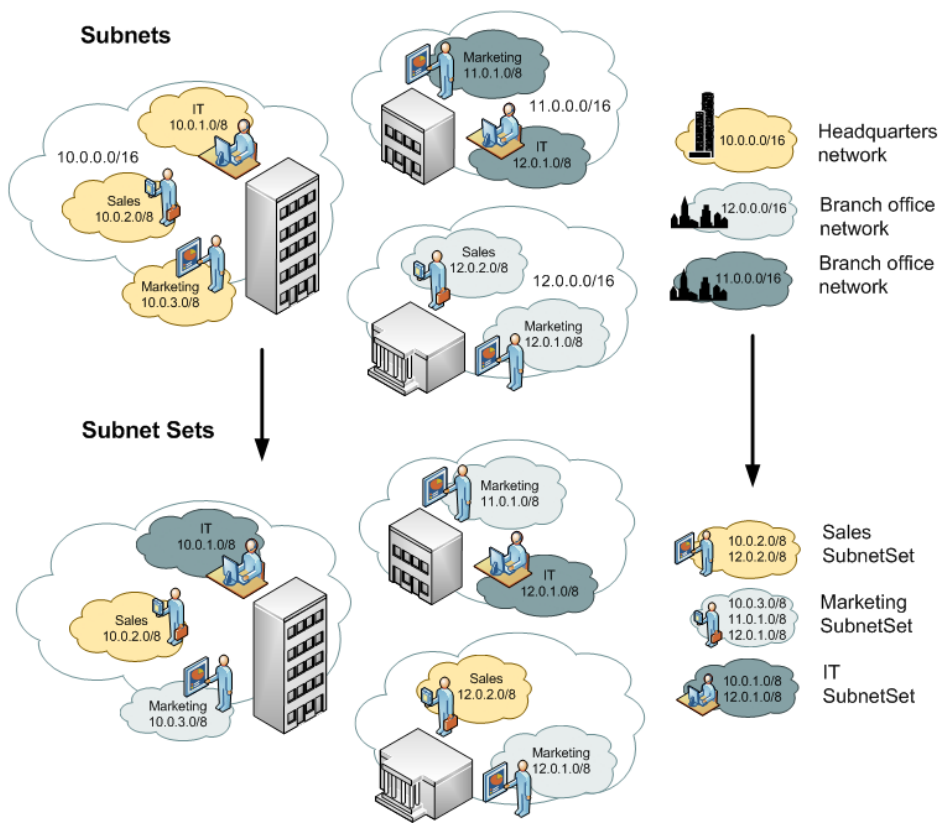 Subnets
10.0.0.0/16
IT
10.0.1.0/8
Sales
10.0.2.0/8
Marketing
10.0.3.0/8
Marketing
11.0.1.0/8
11.0.0.0/16
IT
12.0.1.0/8
Sales
12.0.2.0/8
12.0.0.0/16
Marketing
12.0.1.0/8
10.0.0.0/16
Headquarters
network
12.0.0.0/16
Branch office
network
11.0.0.0/16
Branch office
network
Subnet Sets
IT
10.0.1.0/8
Sales
10.0.2.0/8
Marketing
10.0.3.0/8
Marketing
11.0.1.0/8
IT
12.0.1.0/8
Sales
12.0.2.0/8
Marketing
12.0.1.0/8
10.0.2.0/8
12.0.2.0/8
Sales
SubnetSet
10.0.3.0/8
11.0.1.0/8
12.0.1.0/8
Marketing
SubnetSet
10.0.1.0/8
12.0.1.0/8
IT
SubnetSet